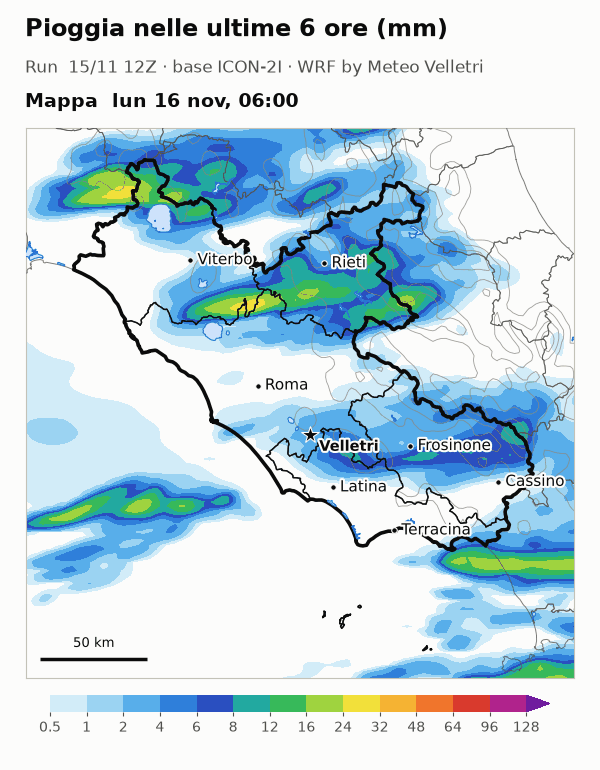 Pioggia nelle ultime 6 ore (mm)
Run 15/11 12Z · base ICON-2I · WRF by Meteo Velletri
Mappa lun 16 nov, 06:00
Viterbo
Rieti
Roma
Velletri
Frosinone
Latina
Cassino
Terracina
50 km
0.5 1 2 4 6 8 12 16 24 32 48 64 96 128